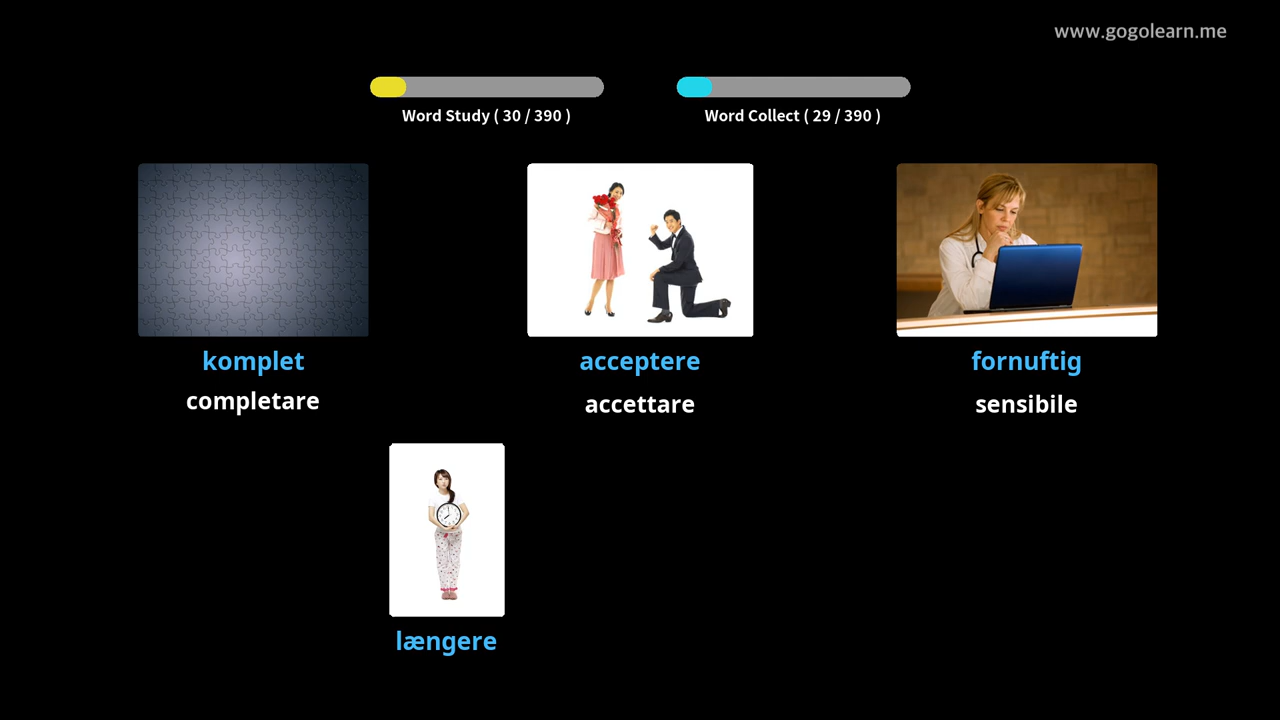 www.gogolearn.me
Word Study ( 30 / 390 )
Word Collect ( 29 / 390 )
komplet
acceptere
fornuftig
completare
accettare
sensibile
længere